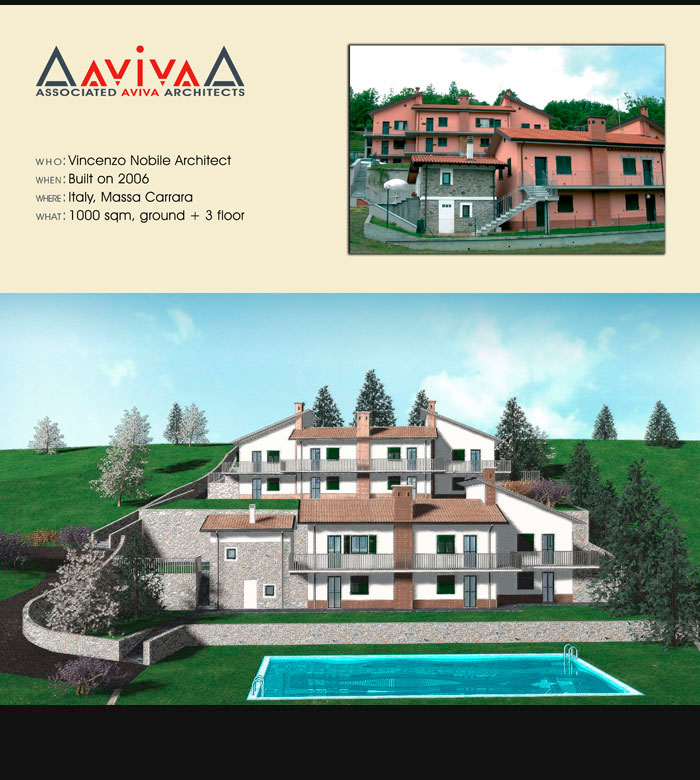 AVIVA
ASSOCIATED AVIVA ARCHITECTS
WHO: Vincenzo Nobile Architect
WHEN: Built on 2006
WHERE: Italy, Massa Carrara
WHAT: 1000 sqm, ground + 3 floor